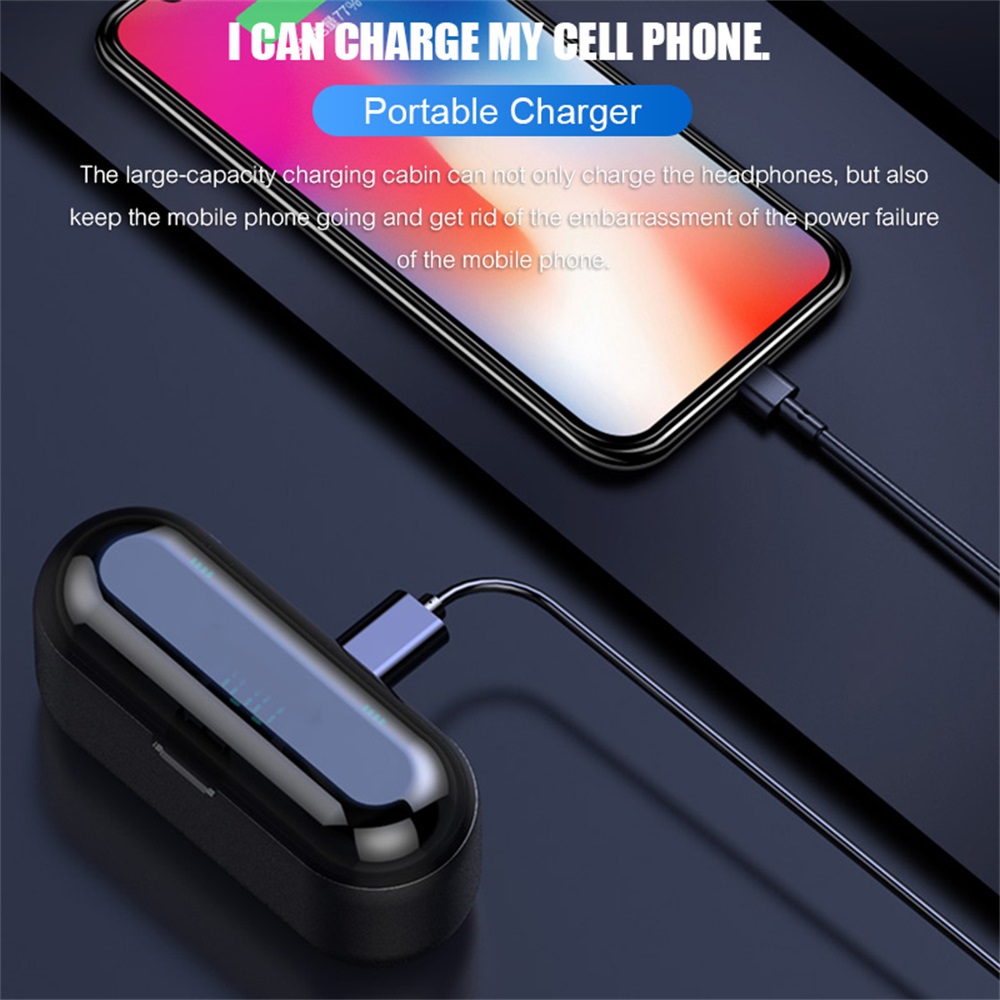 77%
I CAN CHARGE MY CELL PHONE.
Portable Charger
The large-capacity charging cabin can not only charge the headphones, but also
keep the mobile phone going and get rid of the embarrassment of the power failure
of the mobile phone.